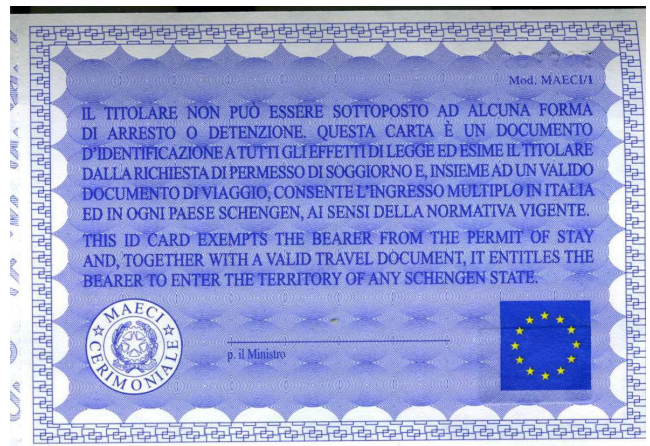 Mod. MAECI/1
IL TITOLARE NON PUÒ ESSERE SOTTOPOSTO AD ALCUNA FORMA
DI ARRESTO O DETENZIONE. QUESTA CARTA È UN DOCUMENTO
D'IDENTIFICAZIONE A TUTTI GLI EFFETTI DI LEGGE ED ESIME IL TITOLARE
DALLA RICHIESTA DI PERMESSO DI SOGGIORNO E, INSIEME AD UN VALIDO
DOCUMENTO DI VIAGGIO, CONSENTE L'INGRESSO MULTIPLO IN ITALIA
ED IN OGNI PAESE SCHENGEN, AI SENSI DELLA NORMATIVA VIGENTE.
THIS ID CARD EXEMPTS THE BEARER FROM THE PERMIT OF STAY
AND, TOGETHER WITH A VALID TRAVEL DOCUMENT, IT ENTITLES THE
BEARER TO ENTER THE TERRITORY OF ANY SCHENGEN STATE.
MAECI
CERIMONIALE
p. il Ministro